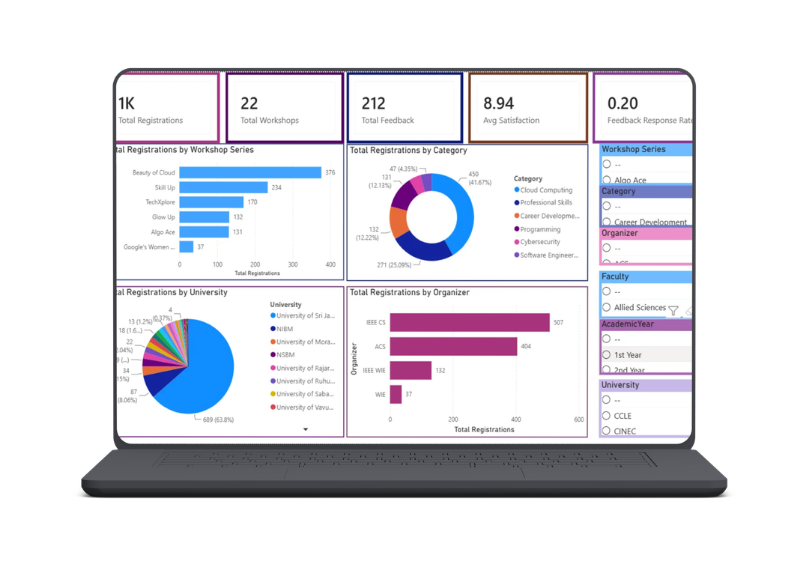 1K
Total Registrations
22
Total Workshops
212
Total Feedback
8.94
Avg Satisfaction
0.20
Feedback Response Rat
tal Registrations by Workshop Series
Beauty of Cloud 376
Skill Up 234
TechXplore 170
Glow Up 132
Algo Ace 131
Google's Women ... 37
0 100 200 300 400
Total Registrations
Total Registrations by Category
47 (4.35%)
131
(12.13%)
132
(12.22%)
271 (25.09%)
450
(41.67%)
Category
Cloud Computing
Professional Skills
Career Developme...
Programming
Cybersecurity
Software Engineer...
Workshop Series
--
Algo Ace
Category
--
Career Development
Organizer
--
ACS
Faculty
--
Allied Sciences
AcademicYear
--
1st Year
2nd Year
University
--
CCLE
CINEC
tal Registrations by University
4
(0.37%)
13 (1.2%)
18 (1.6...)
22
.04%)
34
15%)
87
(8.06%)
689 (63.8%)
University
University of Sri Ja...
NIBM
University of Mora...
NSBM
University of Rajar...
University of Ruhu...
University of Saba...
University of Vavu...
Total Registrations by Organizer
Organizer
IEEE CS 507
ACS 404
IEEE WIE 132
WIE 37
0 200 400 600
Total Registrations